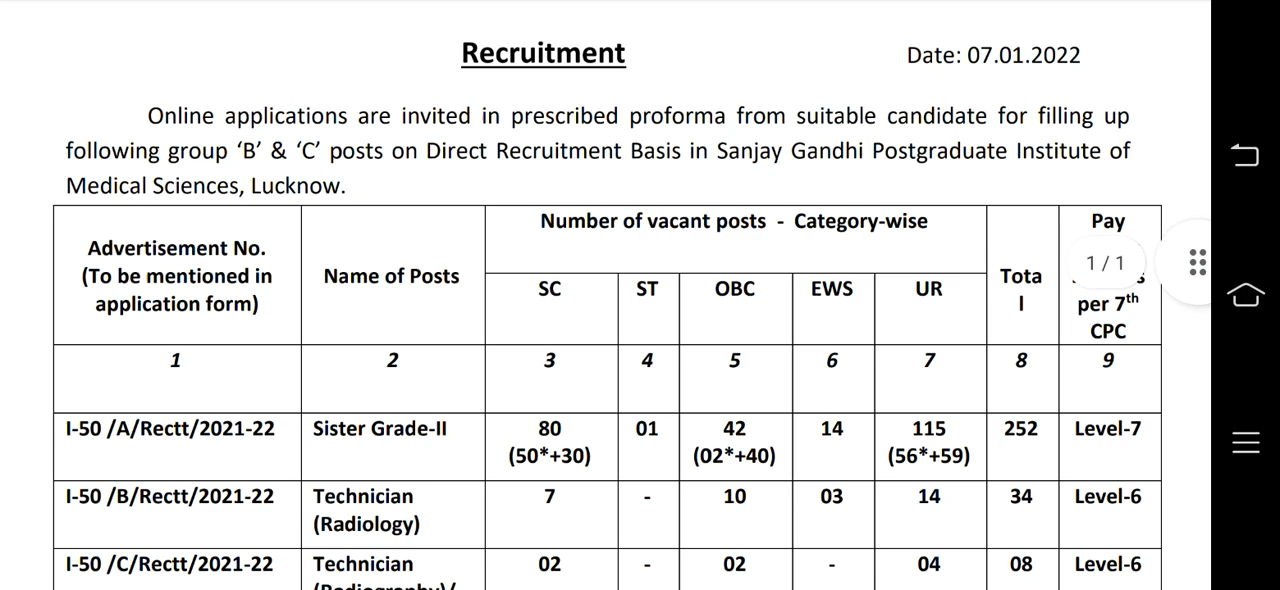 Recruitment Date: 07.01.2022
Online applications are invited in prescribed proforma from suitable candidate for filling up
following group ‘B’ & ‘C’ posts on Direct Recruitment Basis in Sanjay Gandhi Postgraduate Institute of
Medical Sciences, Lucknow.
Advertisement No.
(To be mentioned in
application form)
Name of Posts
Number of vacant posts - Category-wise
SC ST OBC EWS UR
Tota
l
Pay
1 / 1
per 7th
CPC
1 2 3 4 5 6 7 8 9
I-50 /A/Rectt/2021-22 Sister Grade-II 80 01 42 14 115 252 Level-7
(50*+30) (02*+40) (56*+59)
I-50 /B/Rectt/2021-22 Technician 7 - 10 03 14 34 Level-6
(Radiology)
I-50 /C/Rectt/2021-22 Technician 02 - 02 - 04 08 Level-6